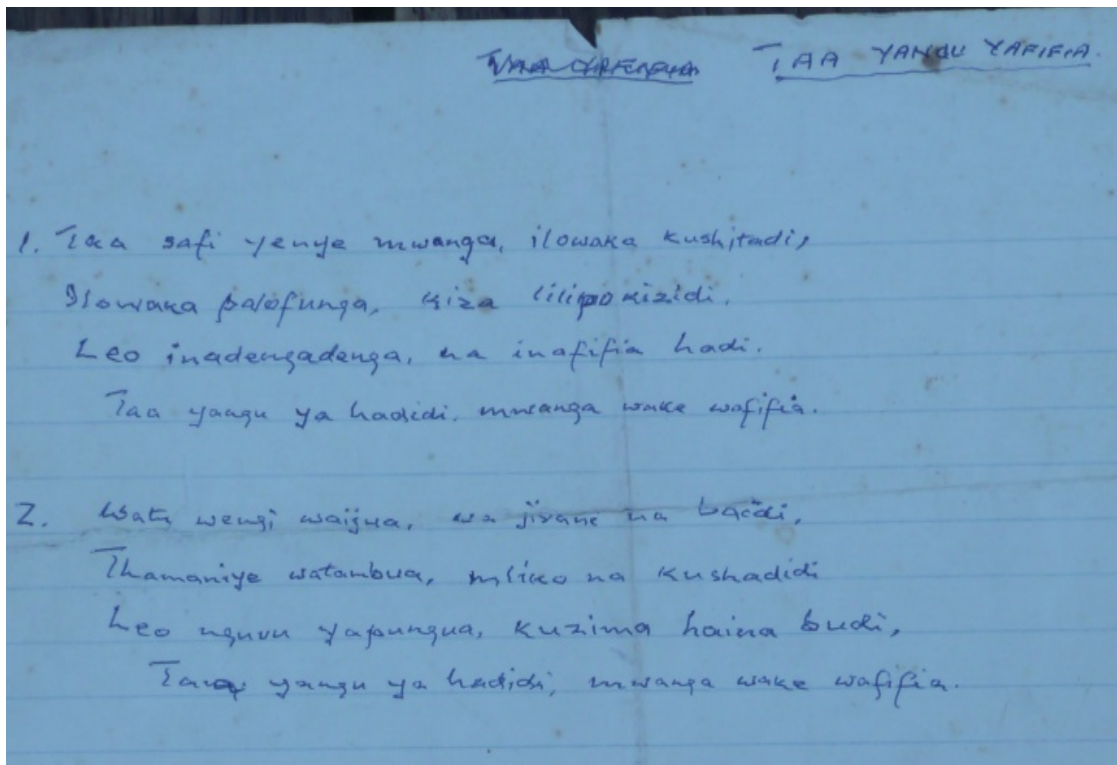 TAA YANGU YAFIFIA.
1. Taa safi yenye mwanga, ilowaka kushitadi,
Ilowaka palofunga, kiza lilipokizidi.
Leo inadengadenga, na inafifia hadi.
Taa yangu ya hadidi, mwanga wake wafifia.
2. Watu wengi waijua, wa jirani na baidi,
Thamaniye watambua, mliko na kushadidi
Leo nguvu yapungua, kuzima haina budi,
Taa yangu ya hadidi, mwanga wake wafifia.